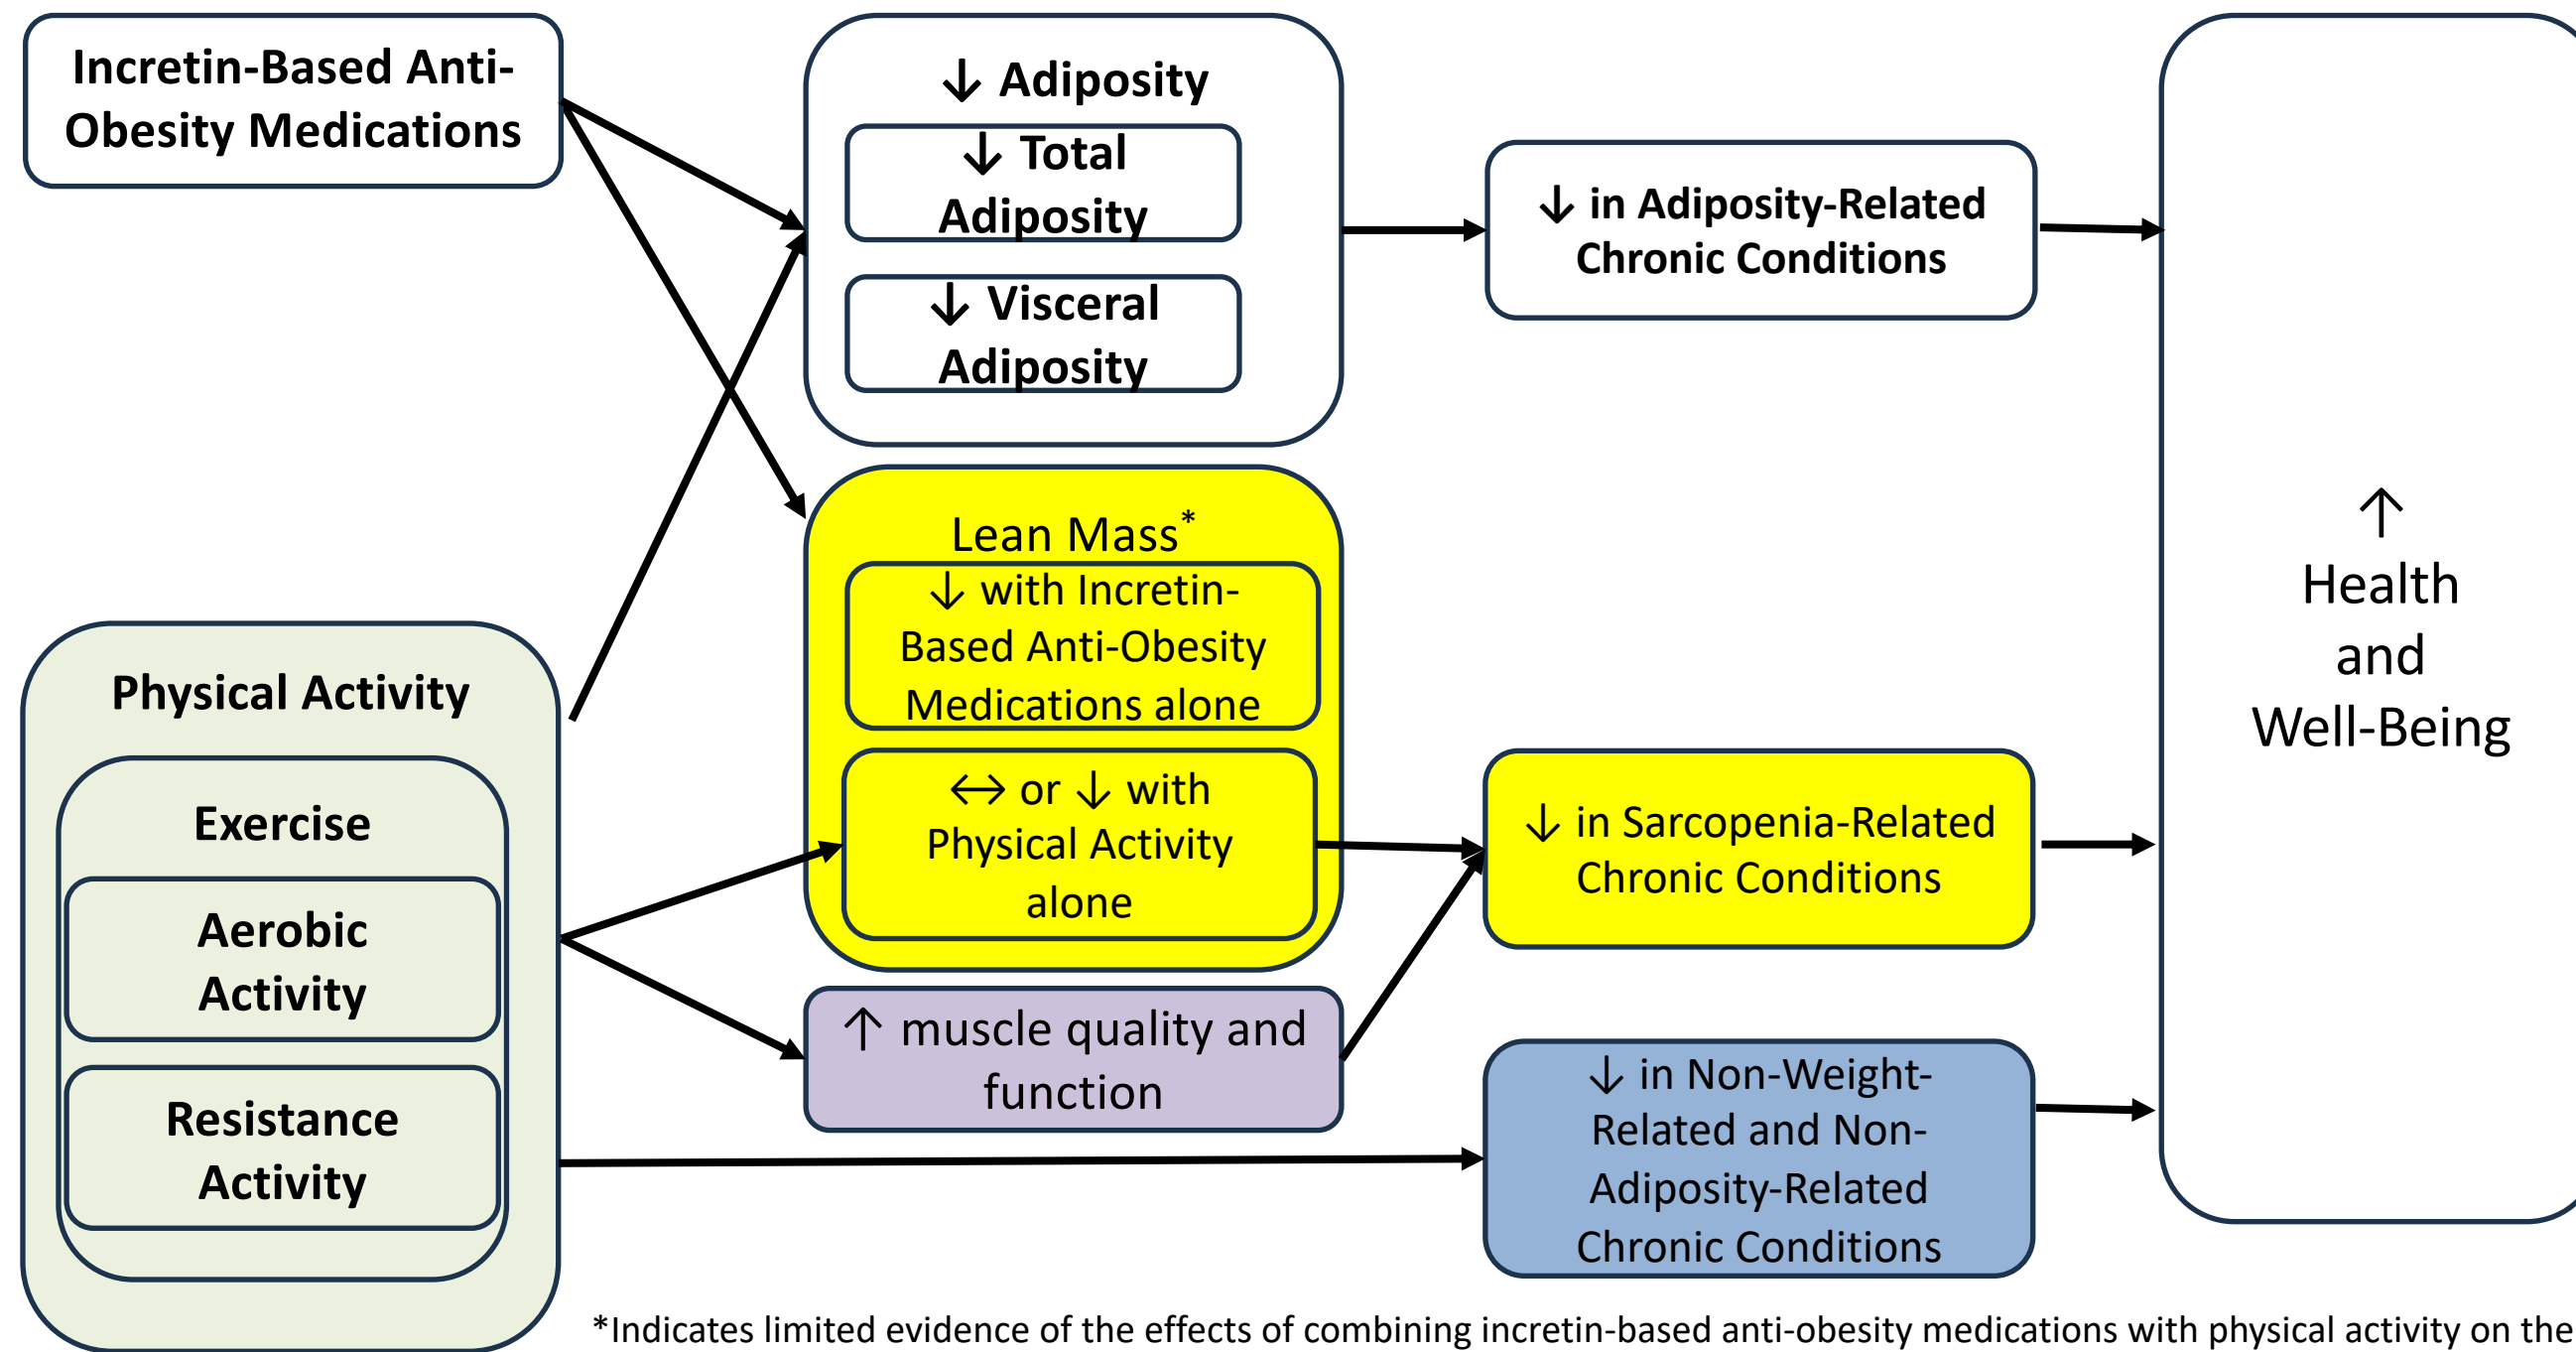 Incretin-Based Anti-
Obesity Medications
↓ Adiposity
↓ Total
Adiposity
↓ Visceral
Adiposity
↓ in Adiposity-Related
Chronic Conditions
↑
Health
and
Well-Being
Lean Mass*
↓ with Incretin-
Based Anti-Obesity
Medications alone
↔ or ↓ with
Physical Activity
alone
↓ in Sarcopenia-Related
Chronic Conditions
Physical Activity
Exercise
Aerobic
Activity
Resistance
Activity
↑ muscle quality and
function
↓ in Non-Weight-
Related and Non-
Adiposity-Related
Chronic Conditions
*Indicates limited evidence of the effects of combining incretin-based anti-obesity medications with physical activity on the